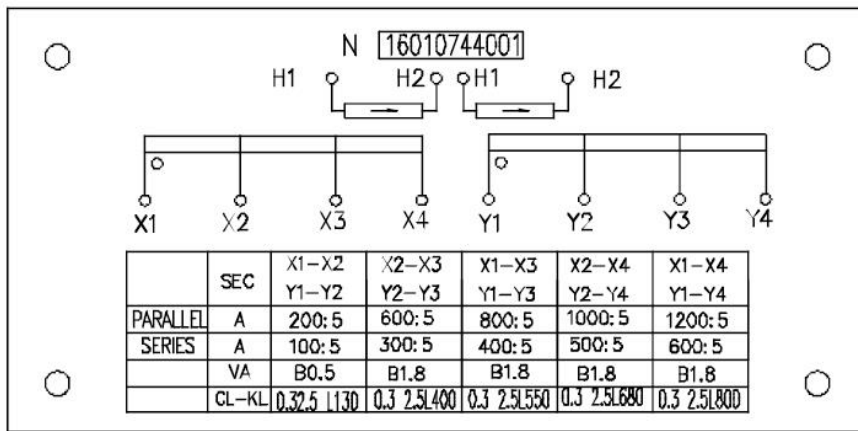 N 16010744001
H1 H2 H1 H2
X1 X2 X3 X4 Y1 Y2 Y3 Y4
SEC X1-X2 X2-X3 X1-X3 X2-X4 X1-X4
Y1-Y2 Y2-Y3 Y1-Y3 Y2-Y4 Y1-Y4
PARALLEL A 200:5 600:5 800:5 1000:5 1200:5
SERIES A 100:5 300:5 400:5 500:5 600:5
VA B0.5 B1.8 B1.8 B1.8 B1.8
CL-KL 0.32.5 L130 0.3 2.5L400 0.3 2.5L550 0.3 2.5L680 0.3 2.5L800